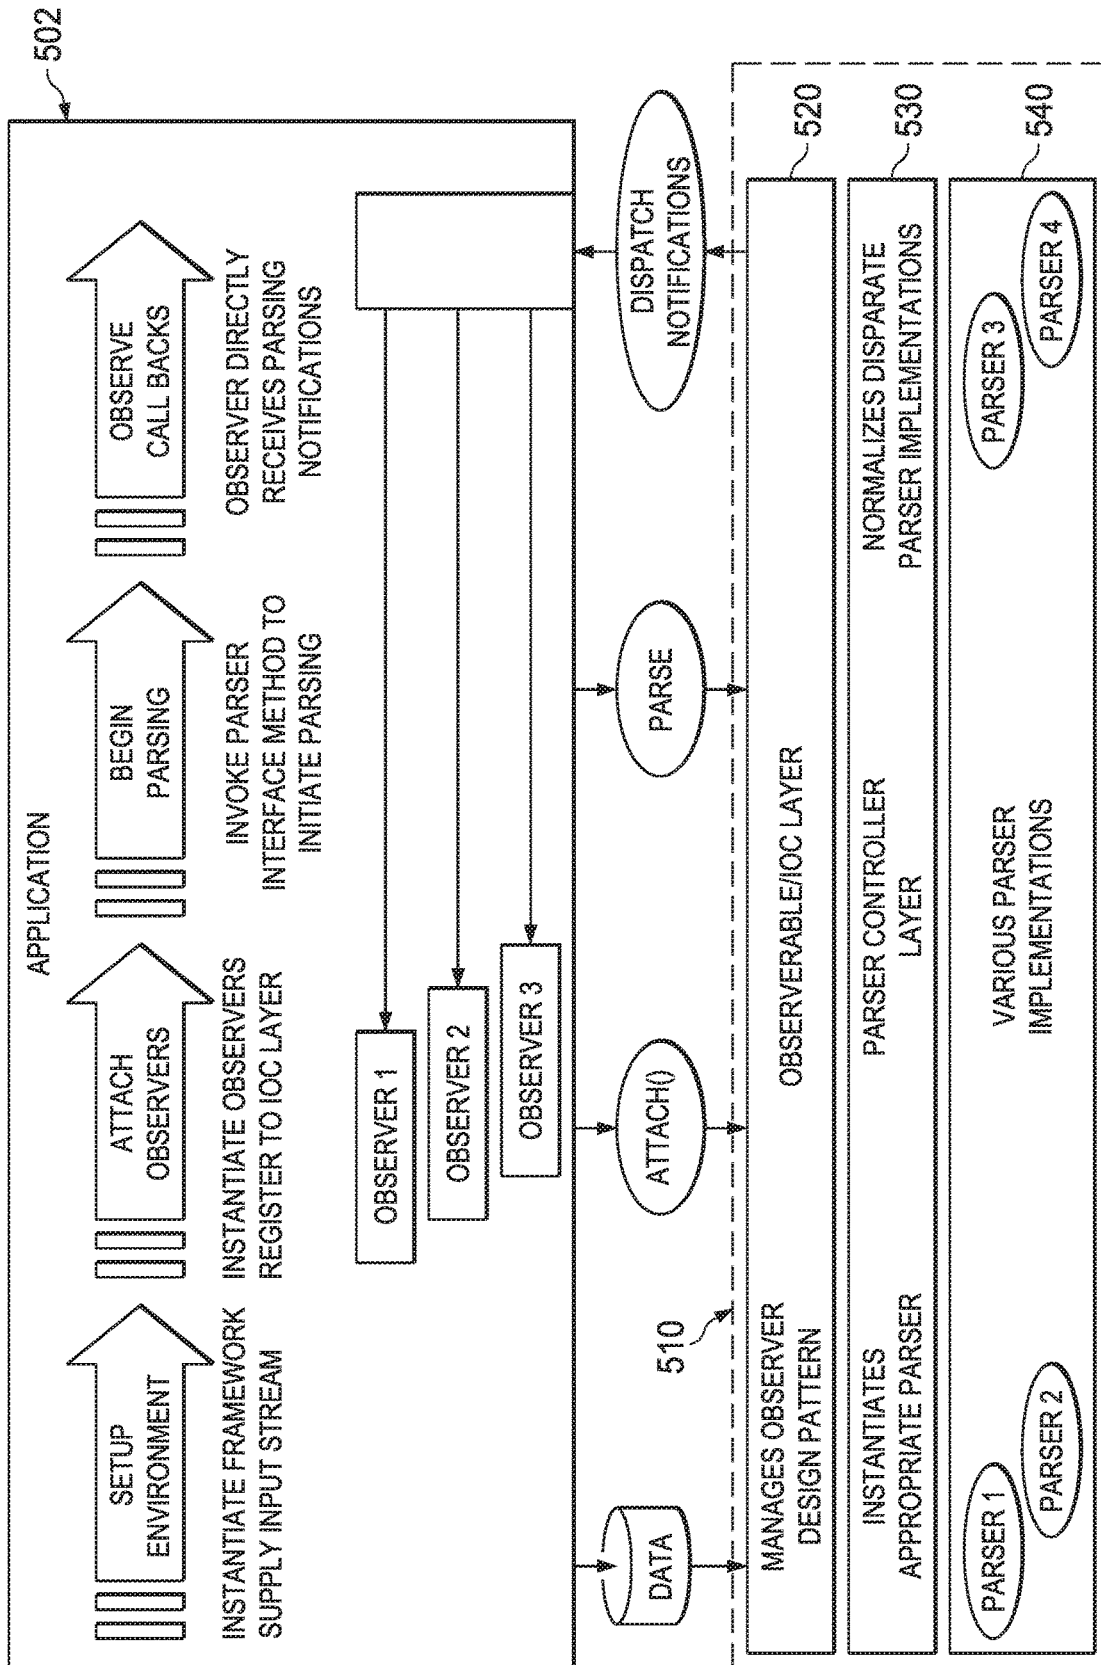 502
APPLICATION
SETUP
ENVIRONMENT
ATTACH
OBSERVERS
BEGIN
PARSING
OBSERVE
CALL BACKS
INSTANTIATE FRAMEWORK
SUPPLY INPUT STREAM
INSTANTIATE OBSERVERS
REGISTER TO IOC LAYER
INVOKE PARSER
INTERFACE METHOD TO
INITIATE PARSING
OBSERVER DIRECTLY
RECEIVES PARSING
NOTIFICATIONS
OBSERVER 1
OBSERVER 2
OBSERVER 3
DATA
ATTACH()
PARSE
DISPATCH
NOTIFICATIONS
510
MANAGES OBSERVER
DESIGN PATTERN
OBSERVERABLE/IOC LAYER
520
INSTANTIATES
APPROPRIATE PARSER
PARSER CONTROLLER
LAYER
NORMALIZES DISPARATE
PARSER IMPLEMENTATIONS
530
PARSER 1
PARSER 2
VARIOUS PARSER
IMPLEMENTATIONS
PARSER 3
PARSER 4
540